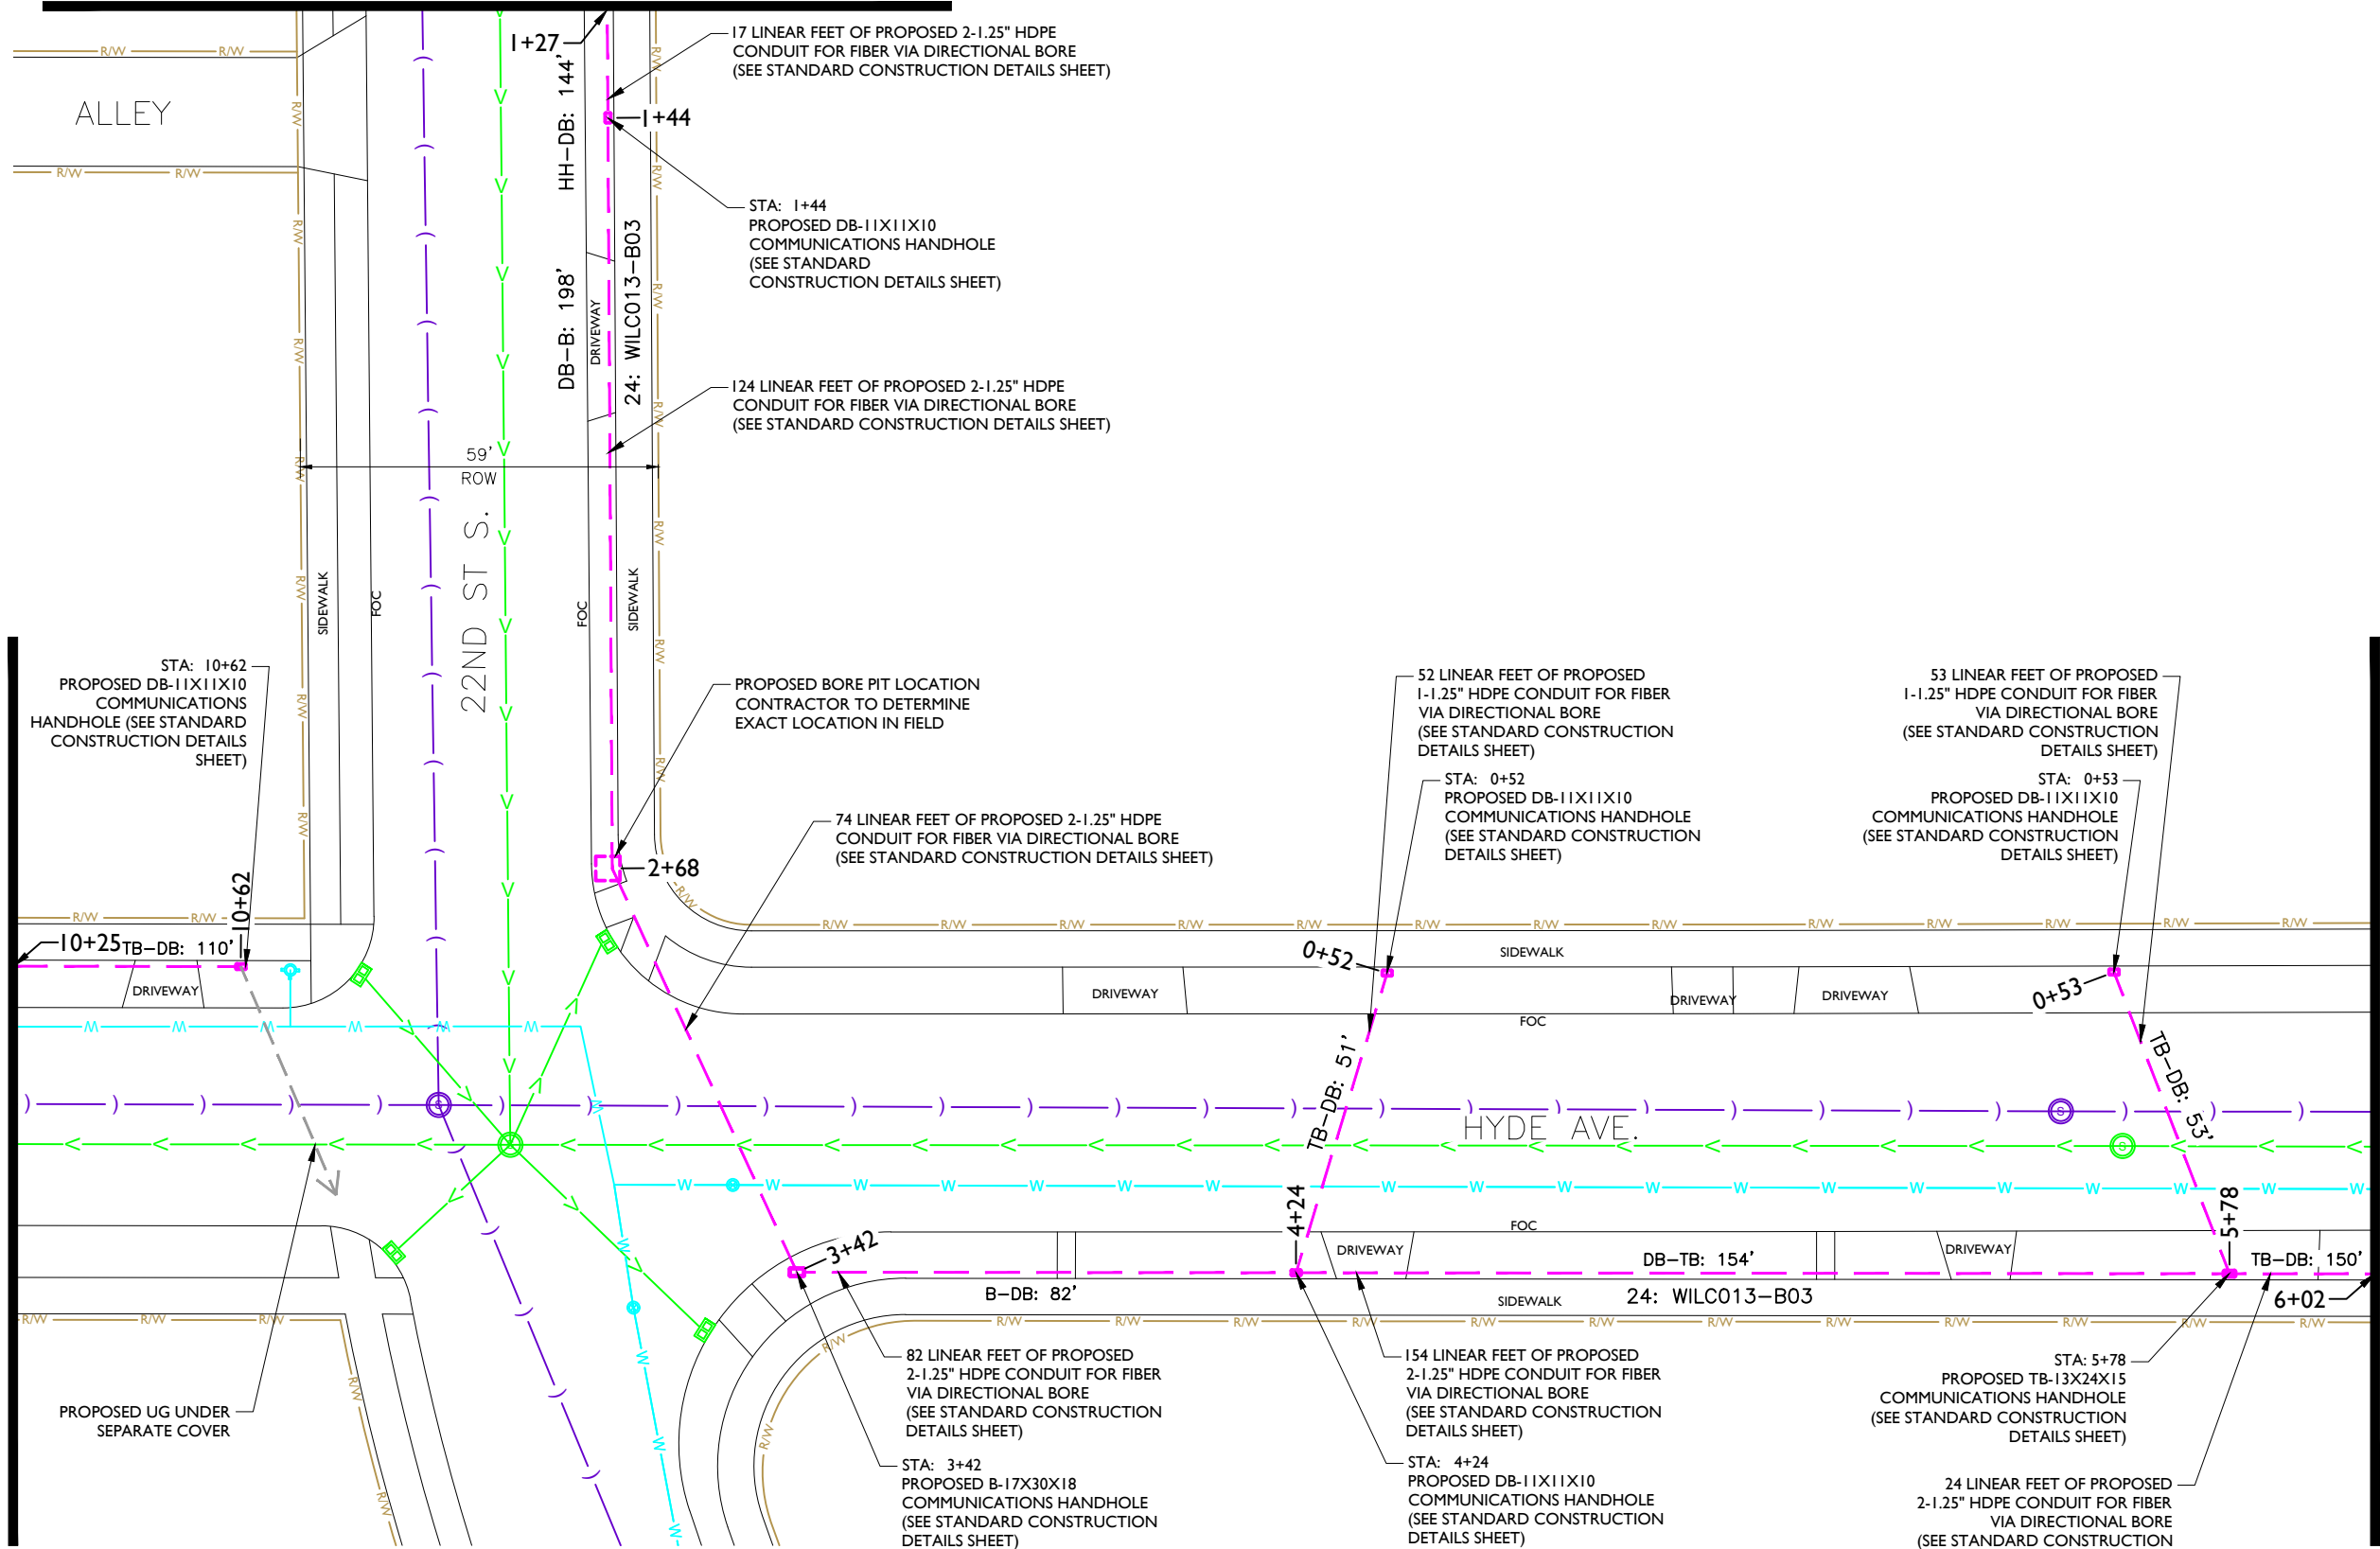 R/W R/W
ALLEY
R/W R/W
1+27
HH-DB: 144'
17 LINEAR FEET OF PROPOSED 2-1.25" HDPE
CONDUIT FOR FIBER VIA DIRECTIONAL BORE
(SEE STANDARD CONSTRUCTION DETAILS SHEET)
1+44
STA: 1+44
PROPOSED DB-11X11X10
COMMUNICATIONS HANDHOLE
(SEE STANDARD
CONSTRUCTION DETAILS SHEET)
DB-B: 198'
DRIVEWAY
24: WILC013-B03
124 LINEAR FEET OF PROPOSED 2-1.25" HDPE
CONDUIT FOR FIBER VIA DIRECTIONAL BORE
(SEE STANDARD CONSTRUCTION DETAILS SHEET)
59'
ROW
22ND ST S.
SIDEWALK
FOC
FOC
SIDEWALK
STA: 10+62
PROPOSED DB-11X11X10
COMMUNICATIONS
HANDHOLE (SEE STANDARD
CONSTRUCTION DETAILS
SHEET)
PROPOSED BORE PIT LOCATION
CONTRACTOR TO DETERMINE
EXACT LOCATION IN FIELD
74 LINEAR FEET OF PROPOSED 2-1.25" HDPE
CONDUIT FOR FIBER VIA DIRECTIONAL BORE
(SEE STANDARD CONSTRUCTION DETAILS SHEET)
2+68
52 LINEAR FEET OF PROPOSED
1-1.25" HDPE CONDUIT FOR FIBER
VIA DIRECTIONAL BORE
(SEE STANDARD CONSTRUCTION
DETAILS SHEET)
STA: 0+52
PROPOSED DB-11X11X10
COMMUNICATIONS HANDHOLE
(SEE STANDARD CONSTRUCTION
DETAILS SHEET)
53 LINEAR FEET OF PROPOSED
1-1.25" HDPE CONDUIT FOR FIBER
VIA DIRECTIONAL BORE
(SEE STANDARD CONSTRUCTION
DETAILS SHEET)
STA: 0+53
PROPOSED DB-11X11X10
COMMUNICATIONS HANDHOLE
(SEE STANDARD CONSTRUCTION
DETAILS SHEET)
R/W R/W
10+62
10+25
TB-DB: 110'
DRIVEWAY
R/W R/W R/W R/W R/W R/W R/W R/W R/W R/W R/W R/W R/W
0+52
SIDEWALK
0+53
DRIVEWAY
DRIVEWAY
DRIVEWAY
FOC
TB-DB: 51'
TB-DB: 53'
HYDE AVE.
W W W W W W
S
S
S
W W W W W W W W W W W W W W W W W W
3+42
4+24
FOC
5+78
DRIVEWAY
DB-TB: 154'
DRIVEWAY
TB-DB: 150'
B-DB: 82'
SIDEWALK
24: WILC013-B03
6+02
R/W R/W R/W
R/W R/W R/W R/W R/W R/W R/W R/W R/W R/W R/W R/W
PROPOSED UG UNDER
SEPARATE COVER
82 LINEAR FEET OF PROPOSED
2-1.25" HDPE CONDUIT FOR FIBER
VIA DIRECTIONAL BORE
(SEE STANDARD CONSTRUCTION
DETAILS SHEET)
STA: 3+42
PROPOSED B-17X30X18
COMMUNICATIONS HANDHOLE
(SEE STANDARD CONSTRUCTION
DETAILS SHEET)
154 LINEAR FEET OF PROPOSED
2-1.25" HDPE CONDUIT FOR FIBER
VIA DIRECTIONAL BORE
(SEE STANDARD CONSTRUCTION
DETAILS SHEET)
STA: 4+24
PROPOSED DB-11X11X10
COMMUNICATIONS HANDHOLE
(SEE STANDARD CONSTRUCTION
DETAILS SHEET)
STA: 5+78
PROPOSED TB-13X24X15
COMMUNICATIONS HANDHOLE
(SEE STANDARD CONSTRUCTION
DETAILS SHEET)
24 LINEAR FEET OF PROPOSED
2-1.25" HDPE CONDUIT FOR FIBER
VIA DIRECTIONAL BORE
(SEE STANDARD CONSTRUCTION